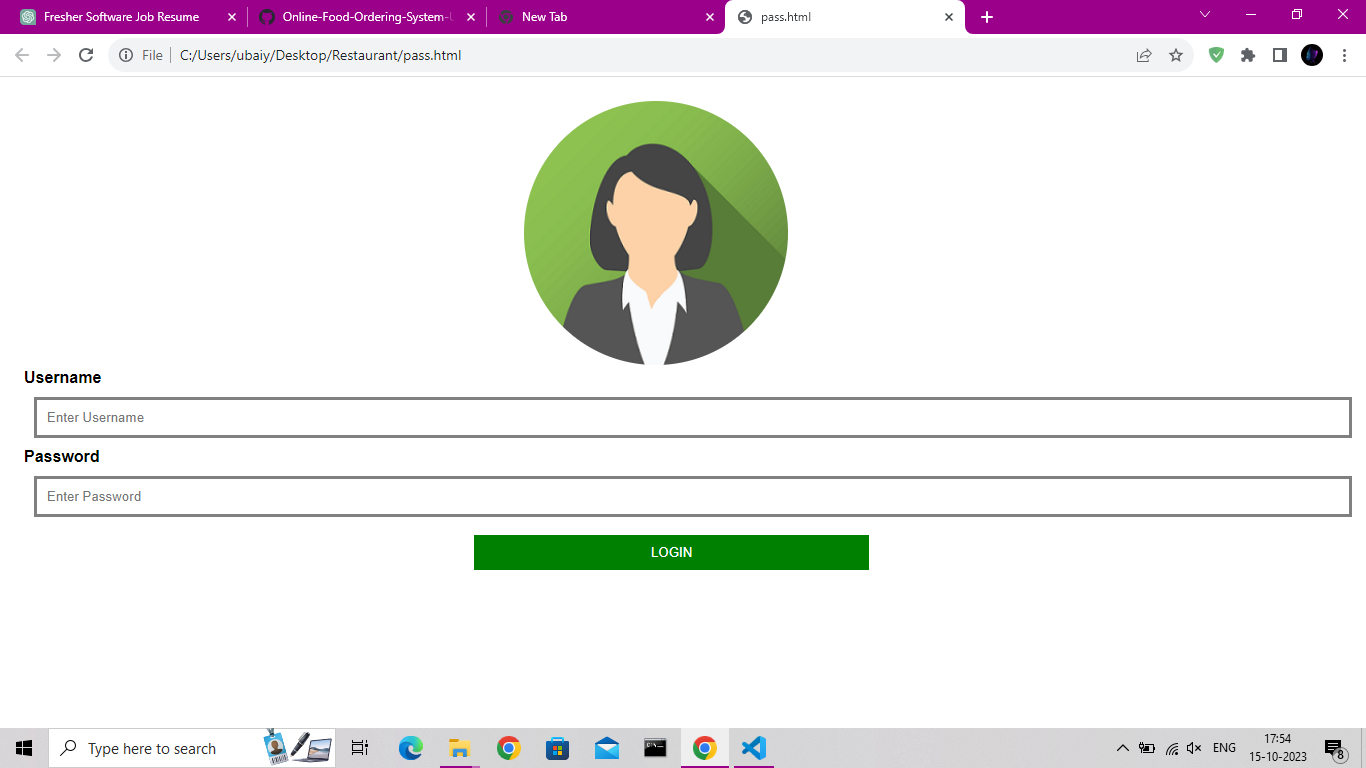 Fresher Software Job Resume
Online-Food-Ordering-System-
New Tab
pass.html
File
C:/Users/ubaiy/Desktop/Restaurant/pass.html
Username
Enter Username
Password
Enter Password
LOGIN
Type here to search
ENG
17:54
15-10-2023
8